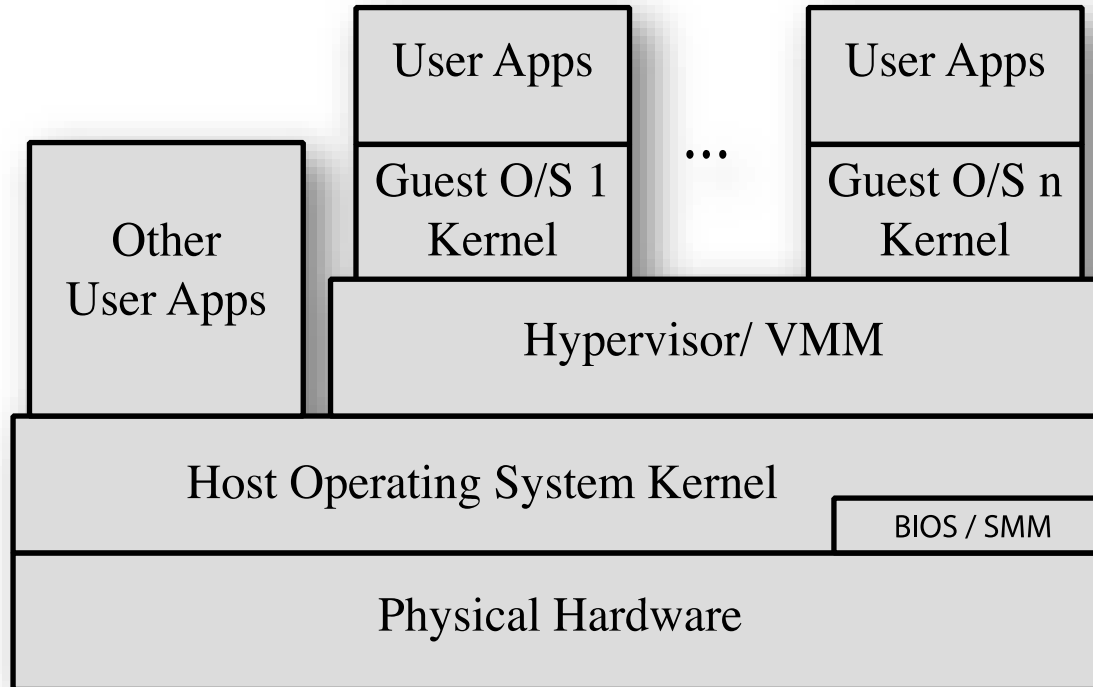 User Apps
User Apps
...
Guest O/S 1
Kernel
Guest O/S n
Kernel
Other
User Apps
Hypervisor/ VMM
Host Operating System Kernel
BIOS / SMM
Physical Hardware